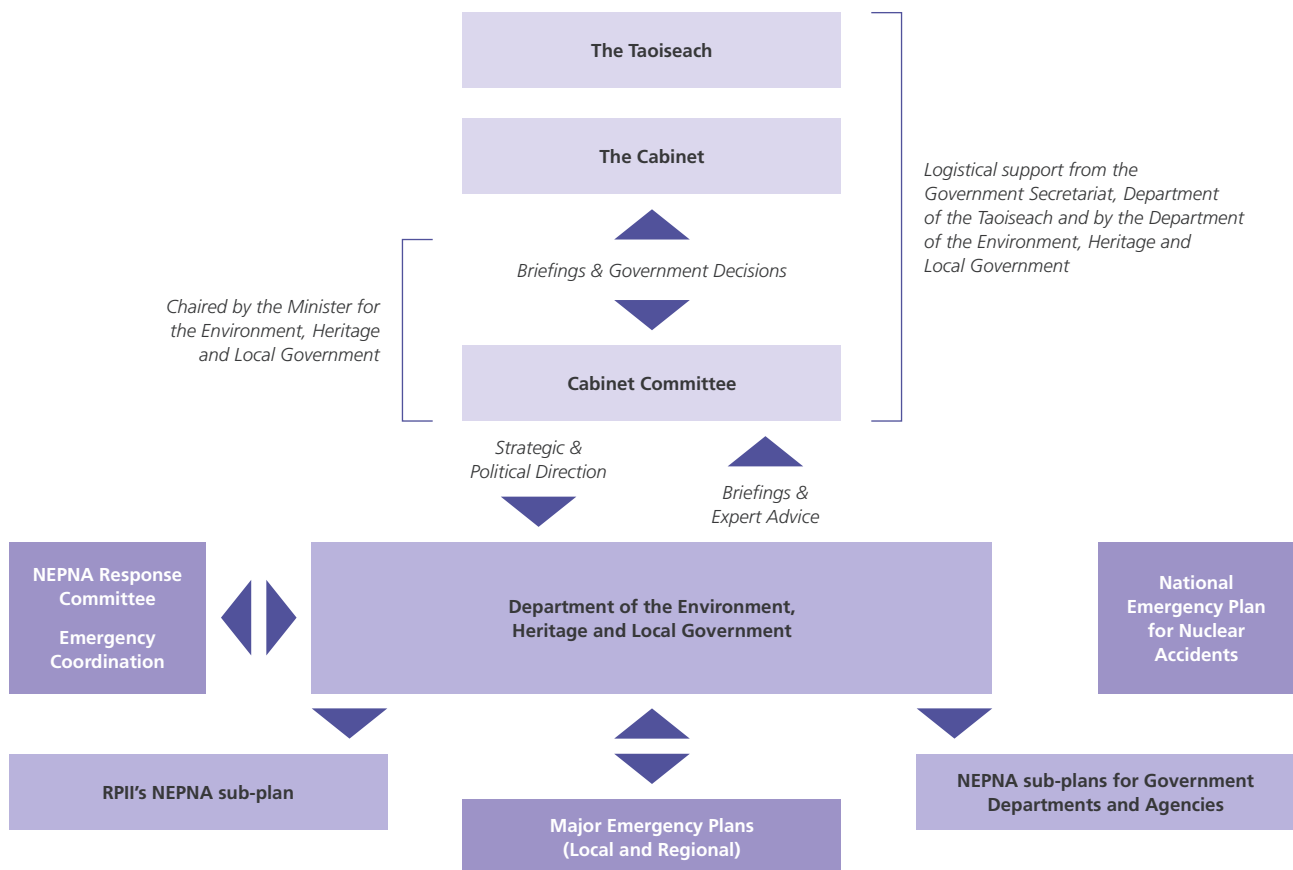 The Taoiseach
The Cabinet
Logistical support from the
Government Secretariat, Department
of the Taoiseach and by the Department
of the Environment, Heritage and
Local Government
Briefings & Government Decisions
Chaired by the Minister for
the Environment, Heritage
and Local Government
Cabinet Committee
Strategic &
Political Direction
Briefings &
Expert Advice
NEPNA Response
Committee
Emergency
Coordination
Department of the Environment,
Heritage and Local Government
National
Emergency Plan
for Nuclear
Accidents
RPII's NEPNA sub-plan
Major Emergency Plans
(Local and Regional)
NEPNA sub-plans for Government
Departments and Agencies